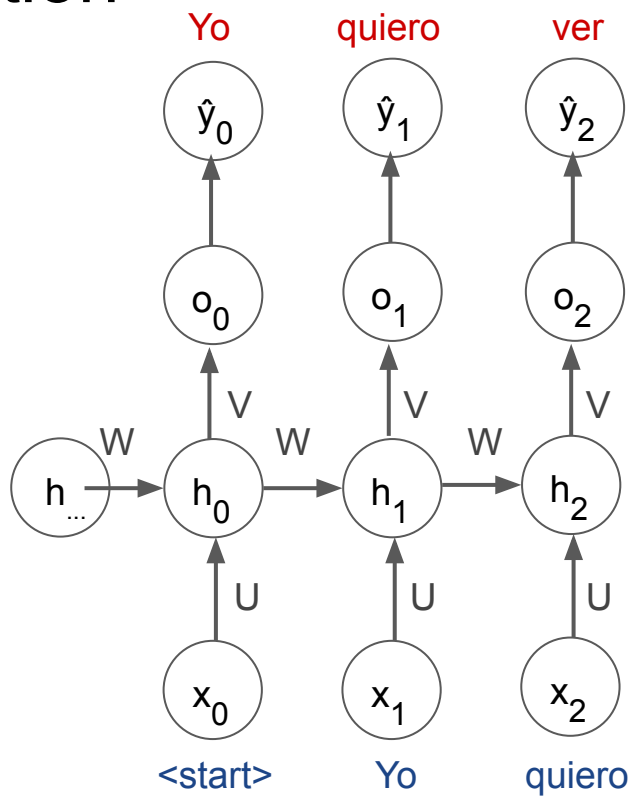 Yo quiero ver
ŷ0 ŷ1 ŷ2
o0 o1 o2
V V V
W W W
h... h0 h1 h2
U U U
x0 x1 x2
<start> Yo quiero